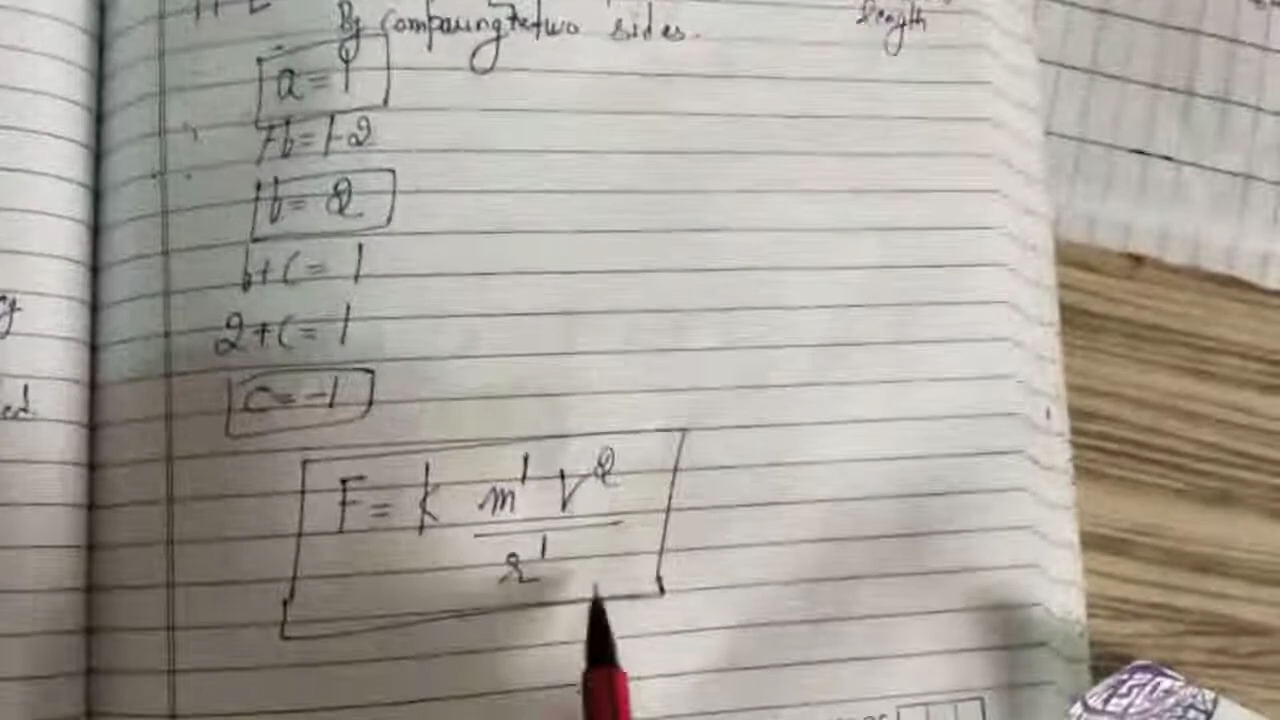 By comparing the two sides.
length
a = 1
-b = -2
b = 2
b + c = 1
2 + c = 1
c = -1
F = k m¹ v² / r¹